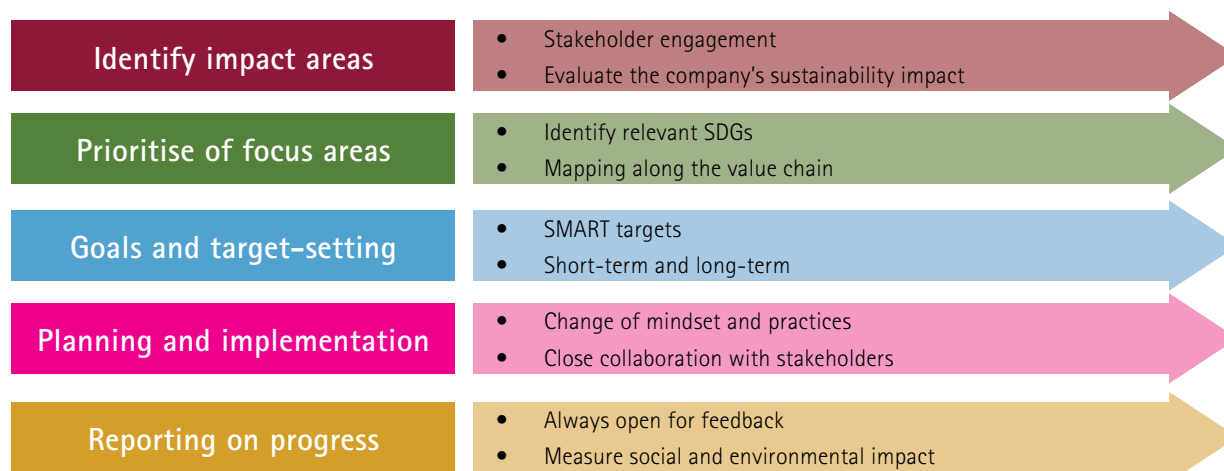 Identify impact areas
• Stakeholder engagement
• Evaluate the company's sustainability impact
Prioritise of focus areas
• Identify relevant SDGs
• Mapping along the value chain
Goals and target-setting
• SMART targets
• Short-term and long-term
Planning and implementation
• Change of mindset and practices
• Close collaboration with stakeholders
Reporting on progress
• Always open for feedback
• Measure social and environmental impact